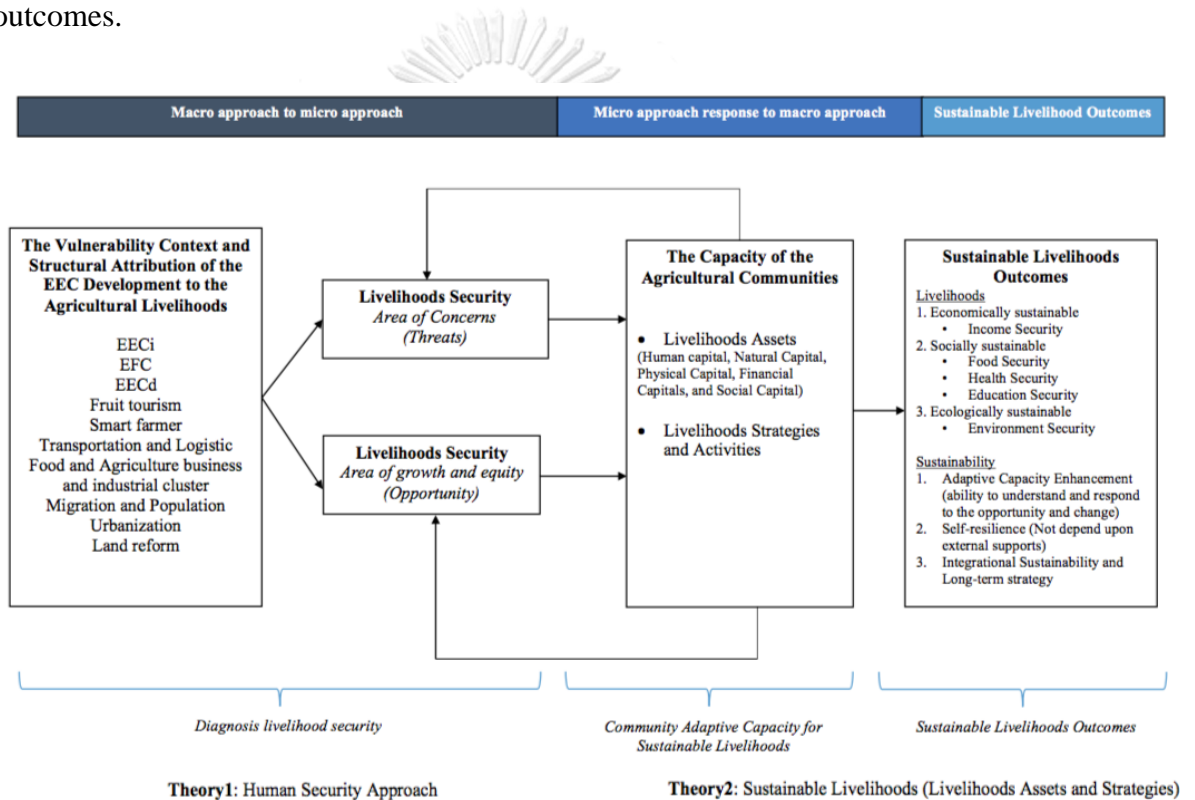 outcomes.
Macro approach to micro approach
Micro approach response to macro approach
Sustainable Livelihood Outcomes
The Vulnerability Context and
Structural Attribution of the
EEC Development to the
Agricultural Livelihoods
EECi
EFC
EECd
Fruit tourism
Smart farmer
Transportation and Logistic
Food and Agriculture business
and industrial cluster
Migration and Population
Urbanization
Land reform
Livelihoods Security
Area of Concerns
(Threats)
Livelihoods Security
Area of growth and equity
(Opportunity)
The Capacity of the
Agricultural Communities
• Livelihoods Assets
(Human capital, Natural Capital,
Physical Capital, Financial
Capitals, and Social Capital)
• Livelihoods Strategies
and Activities
Sustainable Livelihoods
Outcomes
Livelihoods
1. Economically sustainable
• Income Security
2. Socially sustainable
• Food Security
• Health Security
• Education Security
3. Ecologically sustainable
• Environment Security
Sustainability
1. Adaptive Capacity Enhancement
(ability to understand and respond
to the opportunity and change)
2. Self-resilience (Not depend upon
external supports)
3. Integrational Sustainability and
Long-term strategy
Diagnosis livelihood security
Community Adaptive Capacity for
Sustainable Livelihoods
Sustainable Livelihoods Outcomes
Theory1: Human Security Approach
Theory2: Sustainable Livelihoods (Livelihoods Assets and Strategies)